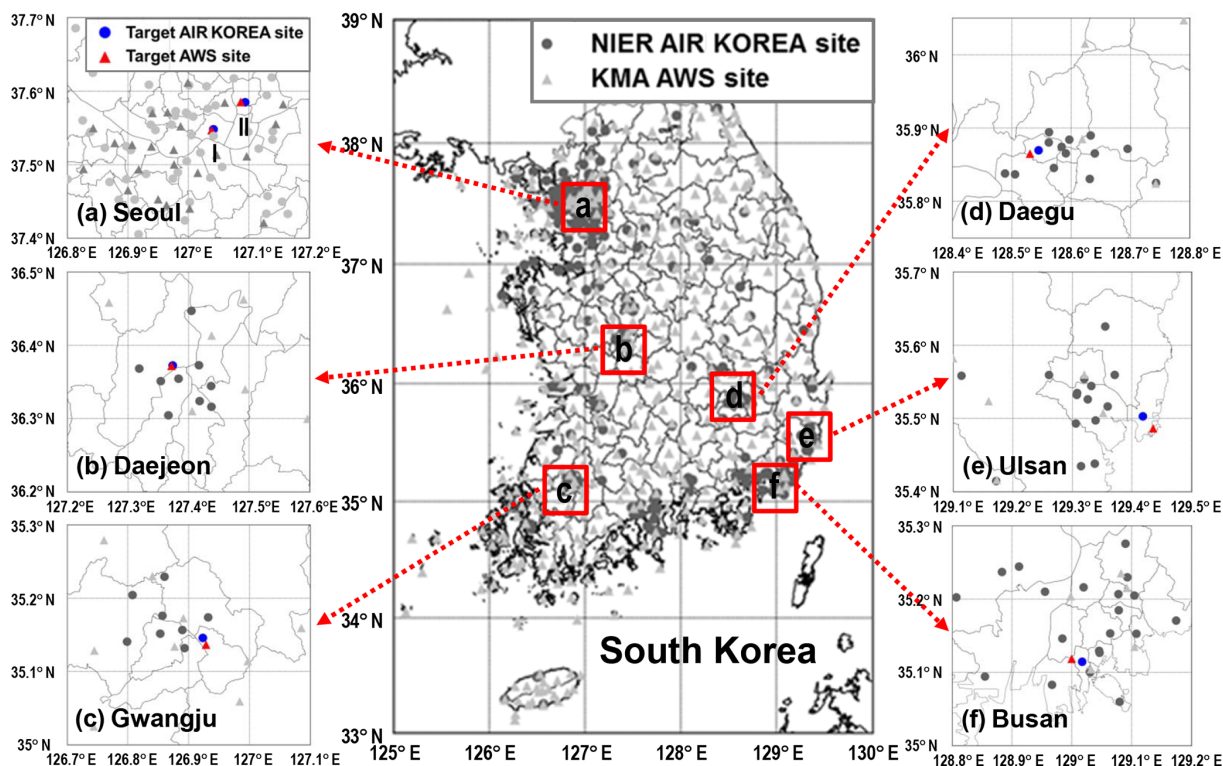 37.7° N
37.6° N
37.5° N
37.4° N
126.8° E
126.9° E
127° E
127.1° E
127.2° E
Target AIR KOREA site
Target AWS site
II
I
(a) Seoul
36.5° N
36.4° N
36.3° N
36.2° N
127.2° E
127.3° E
127.4° E
127.5° E
127.6° E
(b) Daejeon
35.3° N
35.2° N
35.1° N
35° N
126.7° E
126.8° E
126.9° E
127° E
127.1° E
(c) Gwangju
39° N
38° N
37° N
36° N
35° N
34° N
33° N
125° E
126° E
127° E
128° E
129° E
130° E
NIER AIR KOREA site
KMA AWS site
a
b
c
d
e
f
South Korea
36° N
35.9° N
35.8° N
128.4° E
128.5° E
128.6° E
128.7° E
128.8° E
(d) Daegu
35.7° N
35.6° N
35.5° N
35.4° N
129.1° E
129.2° E
129.3° E
129.4° E
129.5° E
(e) Ulsan
35.3° N
35.2° N
35.1° N
35° N
128.8° E
128.9° E
129° E
129.1° E
129.2° E
(f) Busan